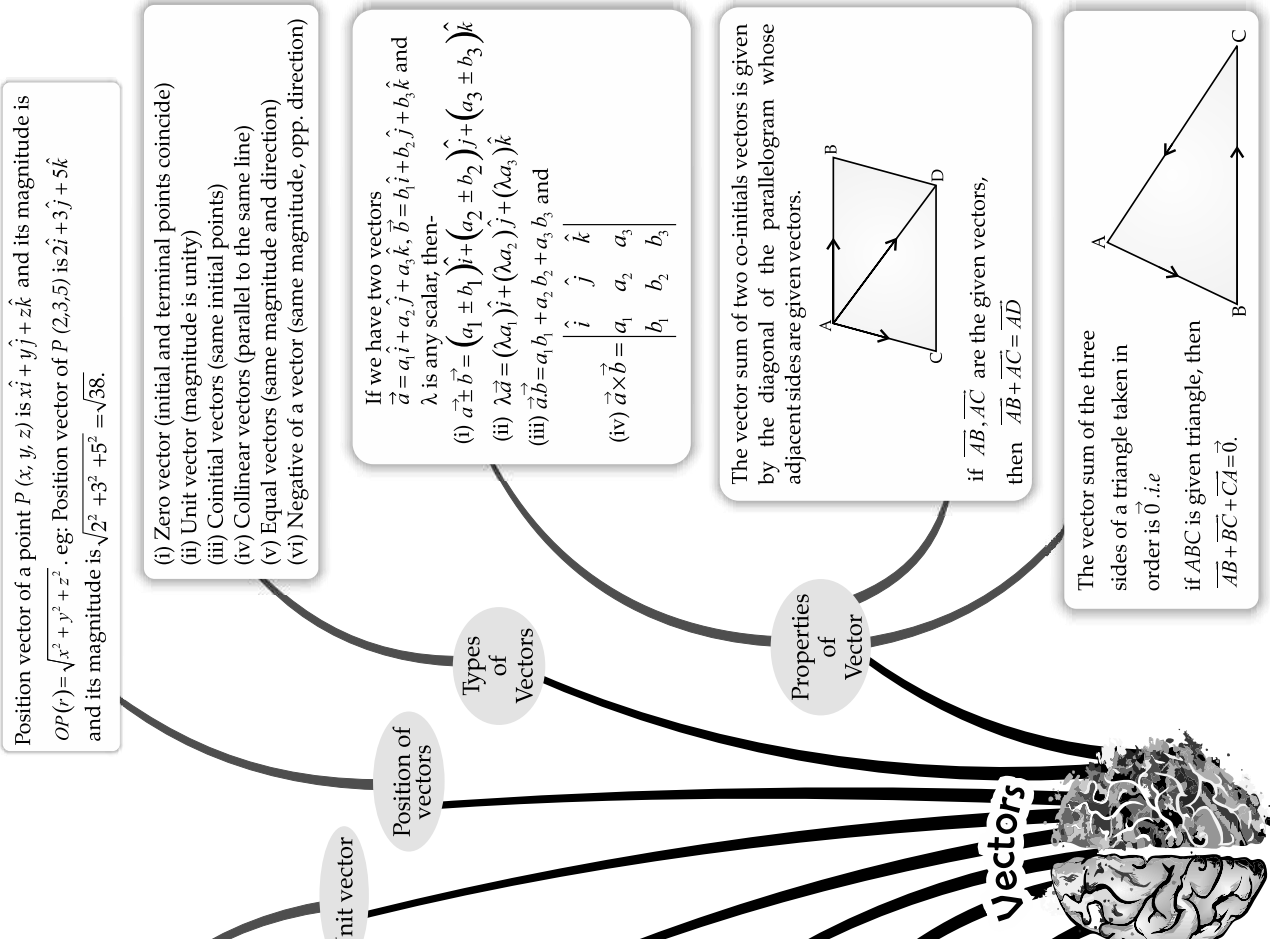 Position vector of a point P (x, y, z) is xî + yĵ + zk̂ and its magnitude is
OP(r) = √(x² + y² + z²) . eg: Position vector of P (2,3,5) is 2î + 3ĵ + 5k̂
and its magnitude is √(2² + 3² + 5²) = √38.
(i) Zero vector (initial and terminal points coincide)
(ii) Unit vector (magnitude is unity)
(iii) Coinitial vectors (same initial points)
(iv) Collinear vectors (parallel to the same line)
(v) Equal vectors (same magnitude and direction)
(vi) Negative of a vector (same magnitude, opp. direction)
If we have two vectors
a⃗ = a₁î + a₂ĵ + a₃k̂, b⃗ = b₁î + b₂ĵ + b₃k̂ and
λ is any scalar, then-
(i) a⃗ ± b⃗ = (a₁ ± b₁)î + (a₂ ± b₂)ĵ + (a₃ ± b₃)k̂
(ii) λa⃗ = (λa₁)î + (λa₂)ĵ + (λa₃)k̂
(iii) a⃗.b⃗ = a₁b₁ + a₂b₂ + a₃b₃ and
î ĵ k̂
(iv) a⃗ × b⃗ = a₁ a₂ a₃
b₁ b₂ b₃
The vector sum of two co-initials vectors is given
by the diagonal of the parallelogram whose
adjacent sides are given vectors.
A B
C D
if AB, AC are the given vectors,
then AB + AC = AD
The vector sum of the three
sides of a triangle taken in
order is 0⃗ .i.e
if ABC is given triangle, then
AB + BC + CA = 0⃗.
A
B C
Types
of
Vectors
Properties
of
Vector
Position of
vectors
nit vector
Vectors